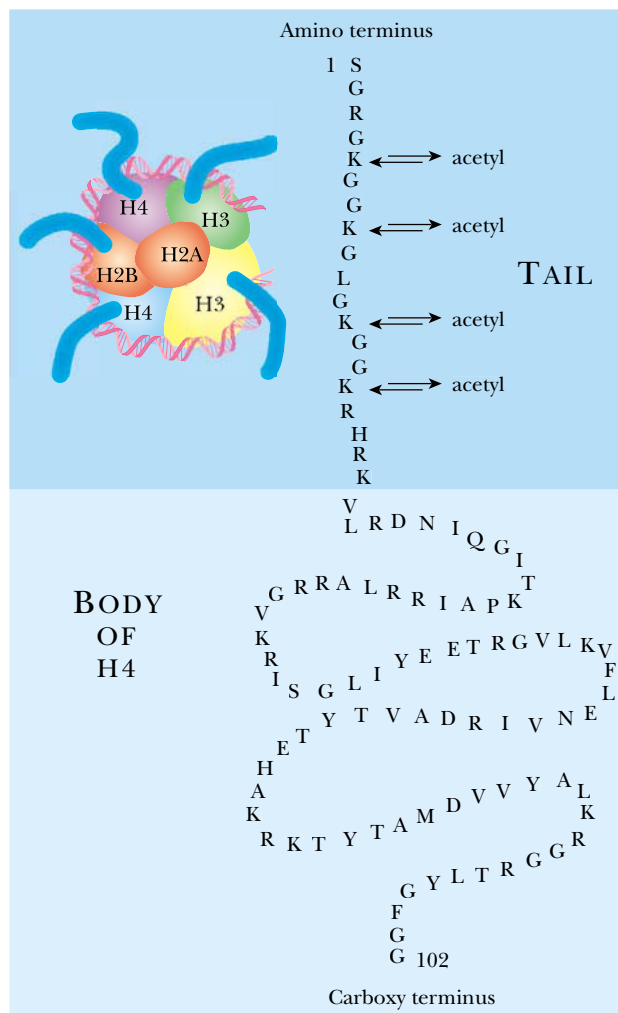 Amino terminus
1 S
G
R
G
K acetyl
G
G
K acetyl
G
L
G
K acetyl
G
G
K acetyl
R
H
R
K
TAIL
H4
H3
H2B
H2A
H4
H3
BODY
OF
H4
V
L R D N I Q G I T
K P A I R R L A R R G V K R I
S G L I Y E E T R G V L K V F L
E N V I R D A V T Y T E H A K
R K T Y T A M D V V Y A L K
R G G R T L Y G
F
G
G 102
Carboxy terminus